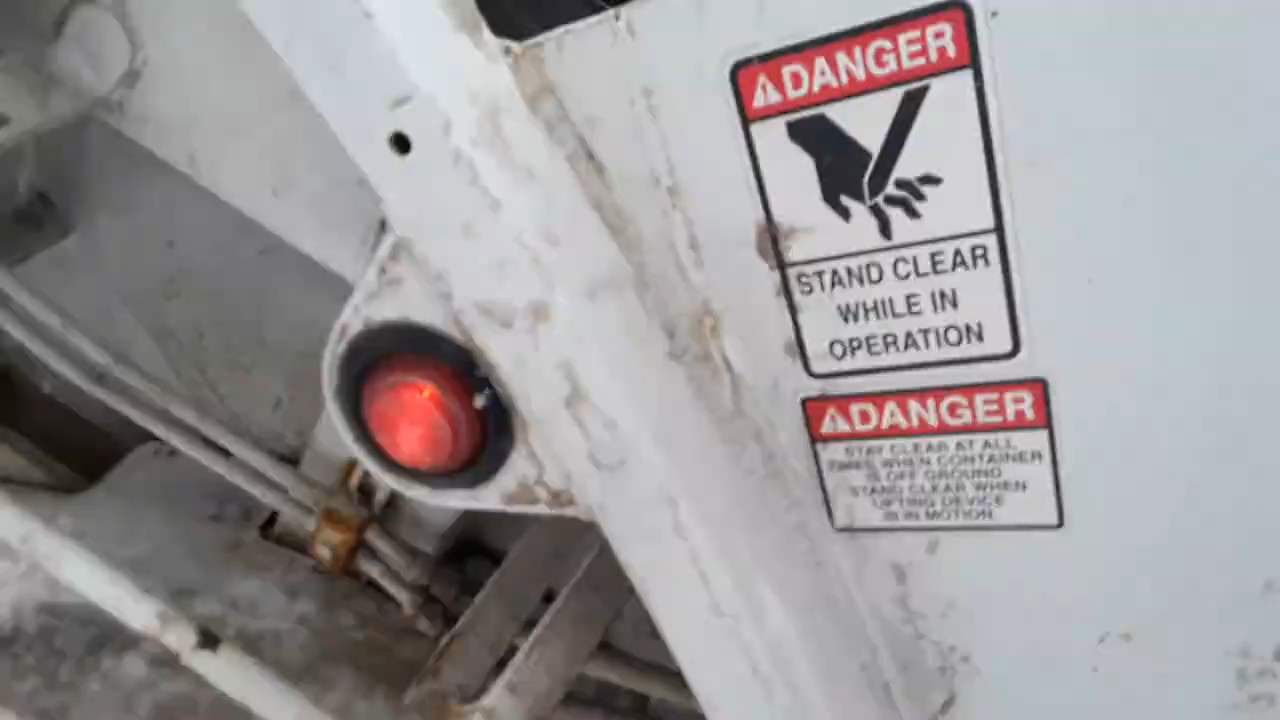 DANGER
STAND CLEAR
WHILE IN
OPERATION
DANGER
STAY CLEAR AT ALL
TIMES WHEN CONTAINER
IS OFF GROUND
STAND CLEAR WHEN
LIFTING DEVICE
IS IN MOTION